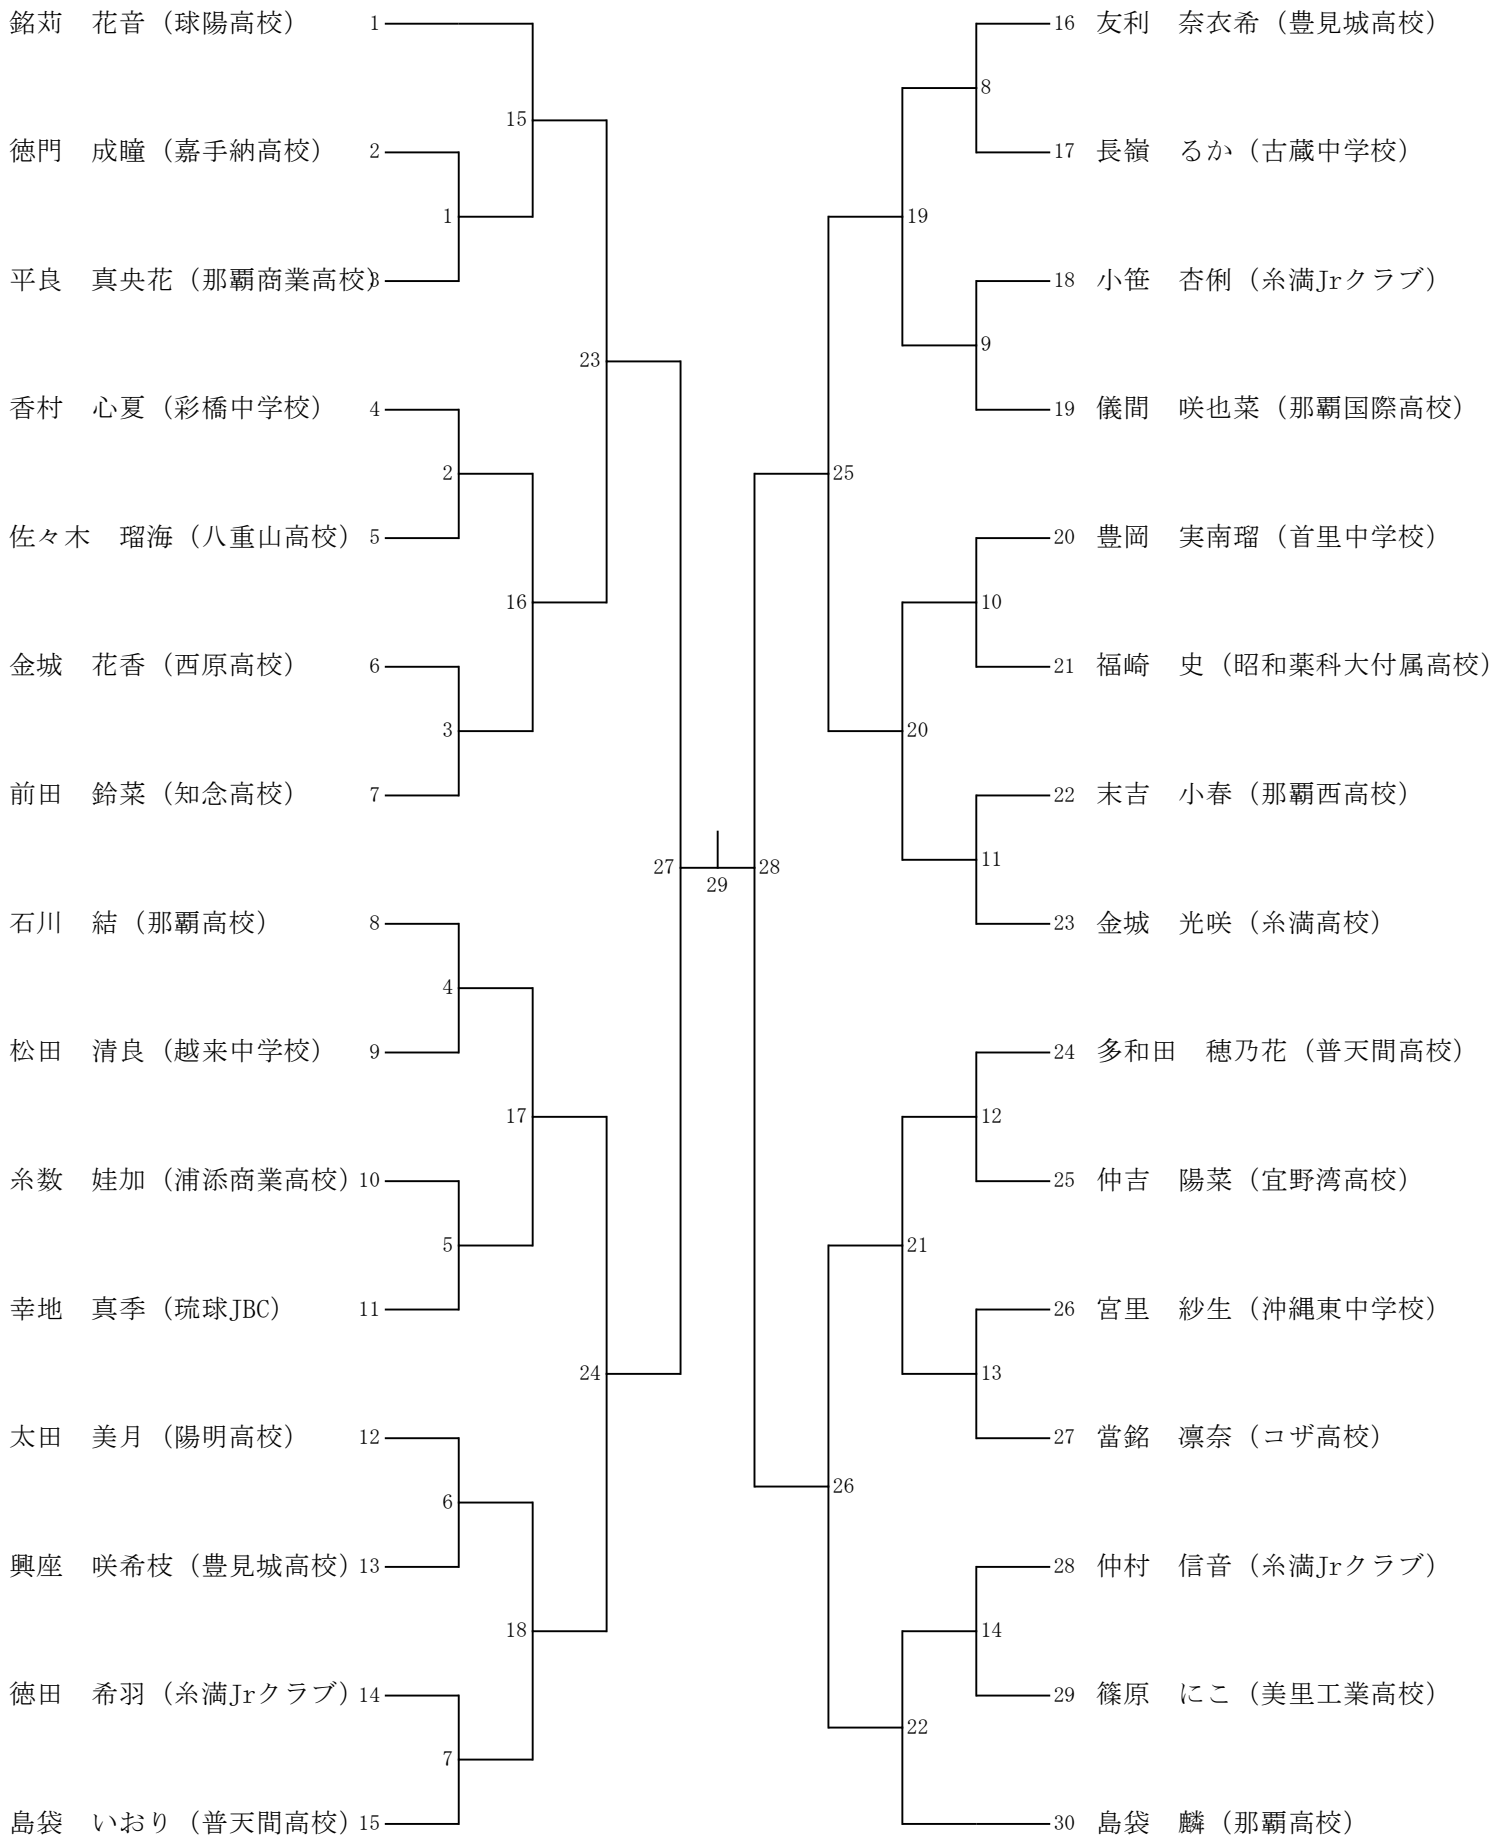 銘苅　花音（球陽高校） 1
徳門　成瞳（嘉手納高校） 2
平良　真央花（那覇商業高校） 3
香村　心夏（彩橋中学校） 4
佐々木　瑠海（八重山高校） 5
金城　花香（西原高校） 6
前田　鈴菜（知念高校） 7
石川　結（那覇高校） 8
松田　清良（越来中学校） 9
糸数　娃加（浦添商業高校） 10
幸地　真季（琉球JBC） 11
太田　美月（陽明高校） 12
興座　咲希枝（豊見城高校） 13
徳田　希羽（糸満Jrクラブ） 14
島袋　いおり（普天間高校） 15
1
2
3
4
5
6
7
15
16
17
18
23
24
27
29
28
25
26
19
20
21
22
8
9
10
11
12
13
14
16 友利　奈衣希（豊見城高校）
17 長嶺　るか（古蔵中学校）
18 小笹　杏俐（糸満Jrクラブ）
19 儀間　咲也菜（那覇国際高校）
20 豊岡　実南瑠（首里中学校）
21 福崎　史（昭和薬科大付属高校）
22 末吉　小春（那覇西高校）
23 金城　光咲（糸満高校）
24 多和田　穂乃花（普天間高校）
25 仲吉　陽菜（宜野湾高校）
26 宮里　紗生（沖縄東中学校）
27 當銘　凛奈（コザ高校）
28 仲村　信音（糸満Jrクラブ）
29 篠原　にこ（美里工業高校）
30 島袋　麟（那覇高校）